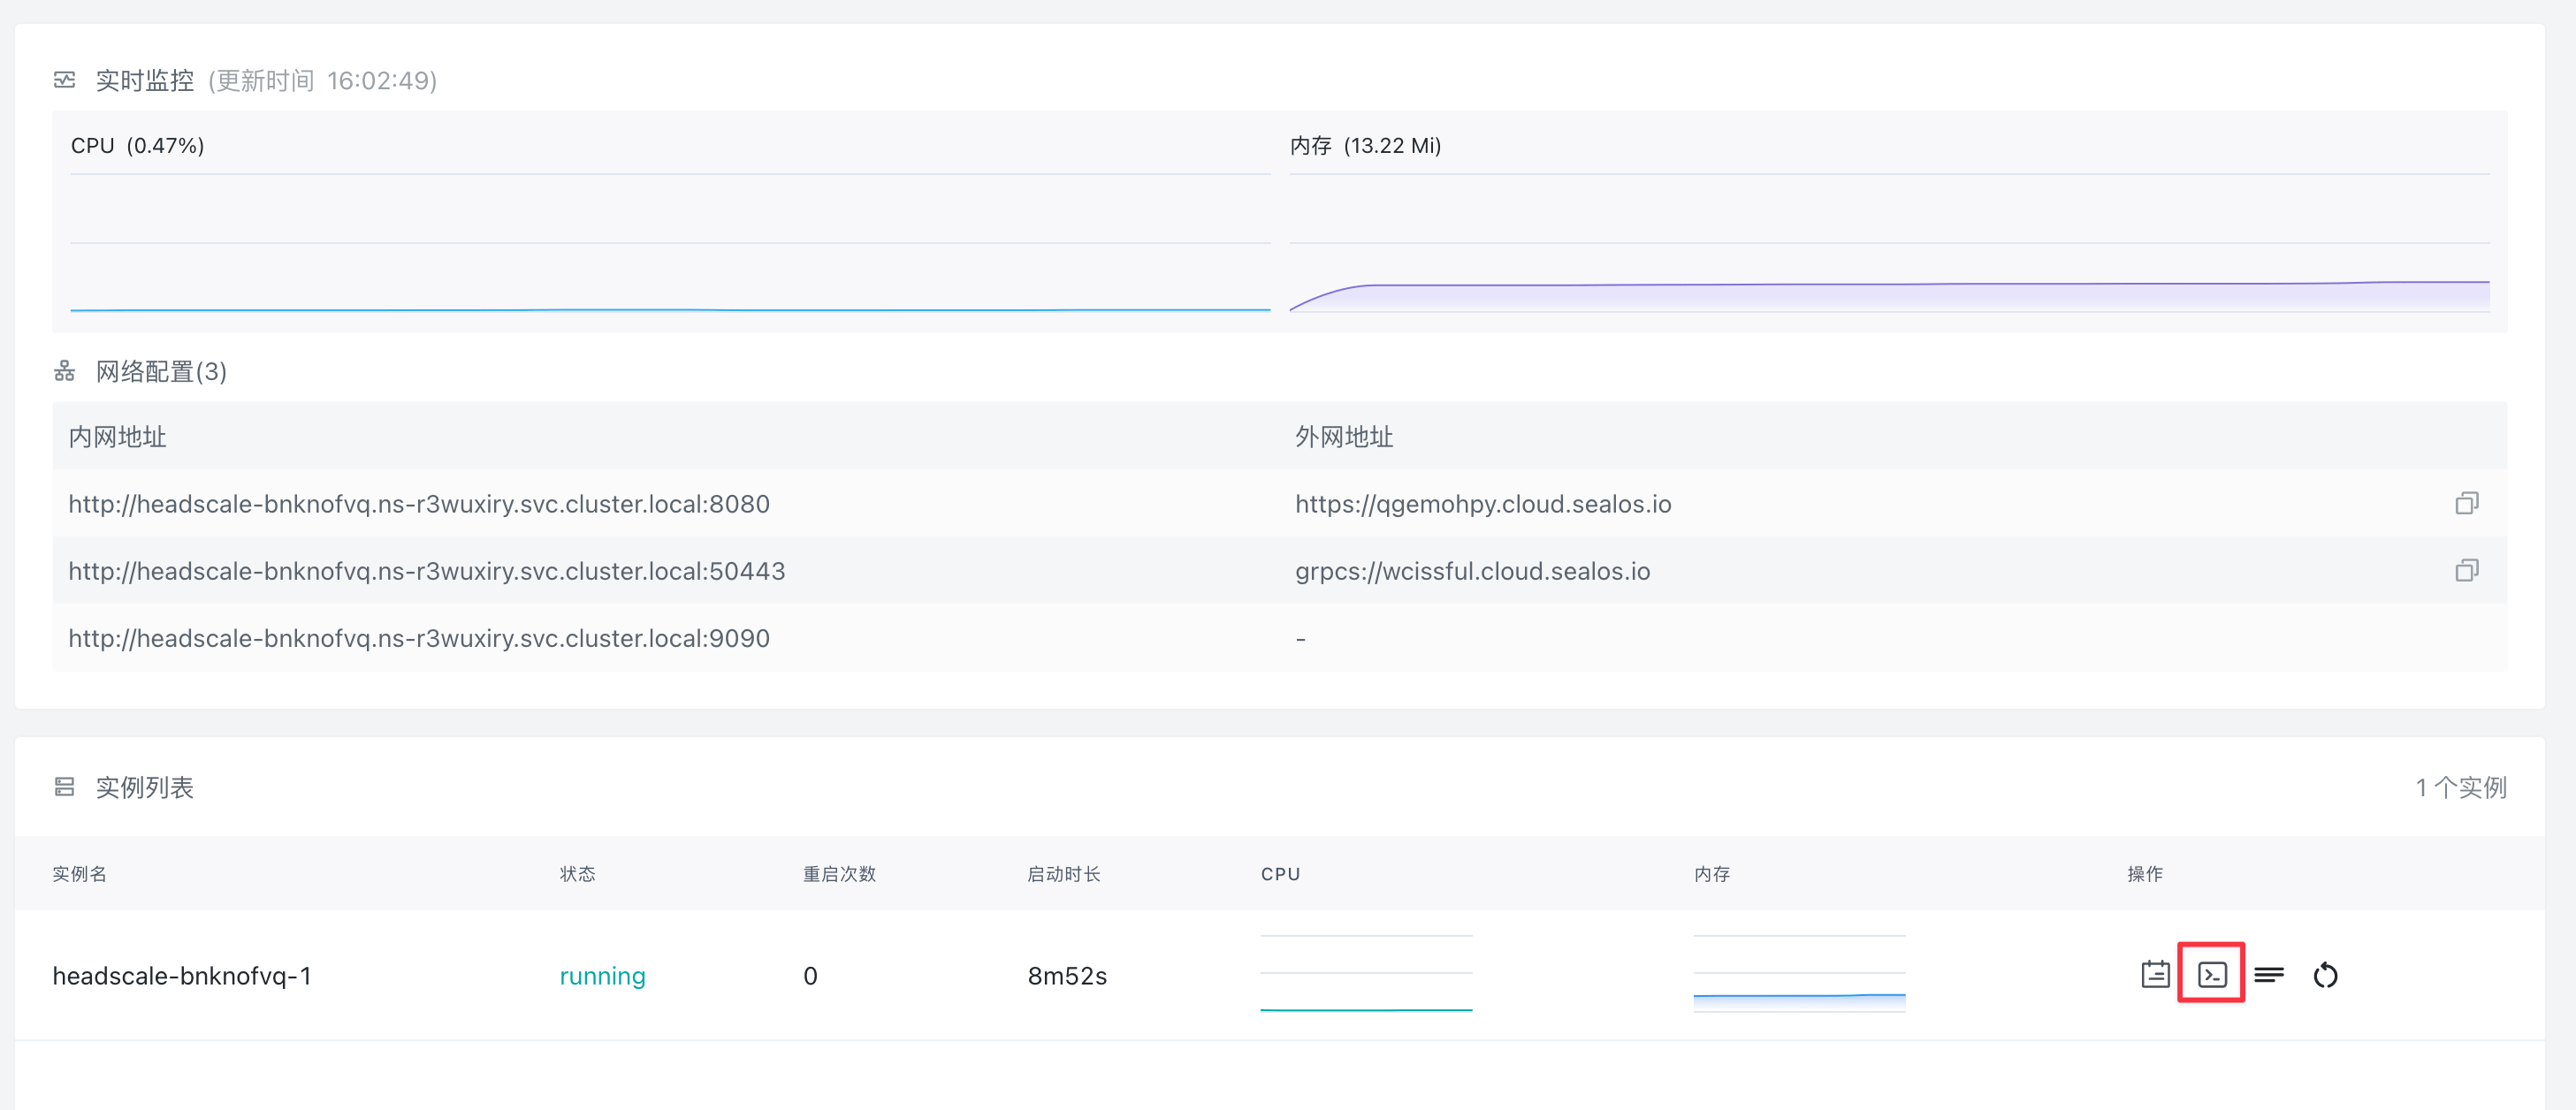 实时监控 (更新时间 16:02:49)
CPU (0.47%)
内存 (13.22 Mi)
网络配置(3)
内网地址 外网地址
http://headscale-bnknofvq.ns-r3wuxiry.svc.cluster.local:8080 https://qgemohpy.cloud.sealos.io
http://headscale-bnknofvq.ns-r3wuxiry.svc.cluster.local:50443 grpcs://wcissful.cloud.sealos.io
http://headscale-bnknofvq.ns-r3wuxiry.svc.cluster.local:9090 -
实例列表 1 个实例
实例名 状态 重启次数 启动时长 CPU 内存 操作
headscale-bnknofvq-1 running 0 8m52s